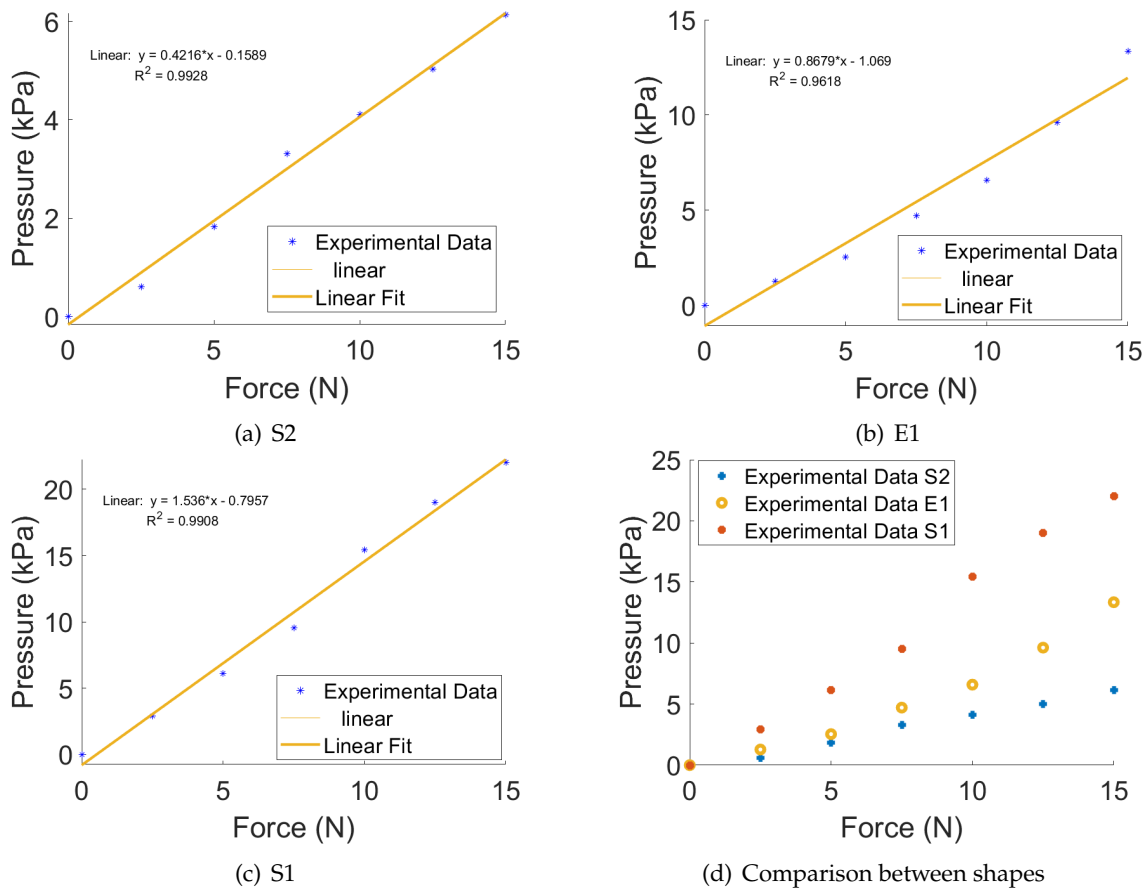 6
Linear: y = 0.4216*x - 0.1589
R² = 0.9928
4
Pressure (kPa)
2
Experimental Data
linear
Linear Fit
0
0 5 10 15
Force (N)
(a) S2
15
Linear: y = 0.8679*x - 1.069
R² = 0.9618
10
Pressure (kPa)
5
Experimental Data
linear
Linear Fit
0
0 5 10 15
Force (N)
(b) E1
20
Linear: y = 1.536*x - 0.7957
R² = 0.9908
15
Pressure (kPa)
10
5
Experimental Data
linear
Linear Fit
0
0 5 10 15
Force (N)
(c) S1
25
Experimental Data S2
Experimental Data E1
Experimental Data S1
20
15
Pressure (kPa)
10
5
0
0 5 10 15
Force (N)
(d) Comparison between shapes